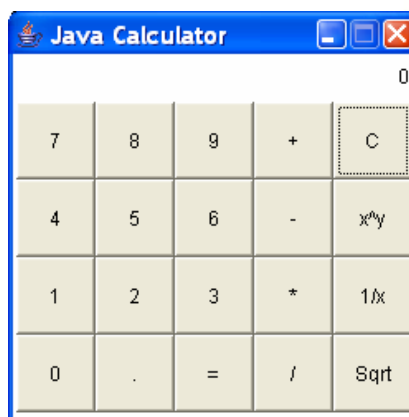 Java Calculator
0
7 8 9 + C
4 5 6 - x^y
1 2 3 * 1/x
0 . = / Sqrt